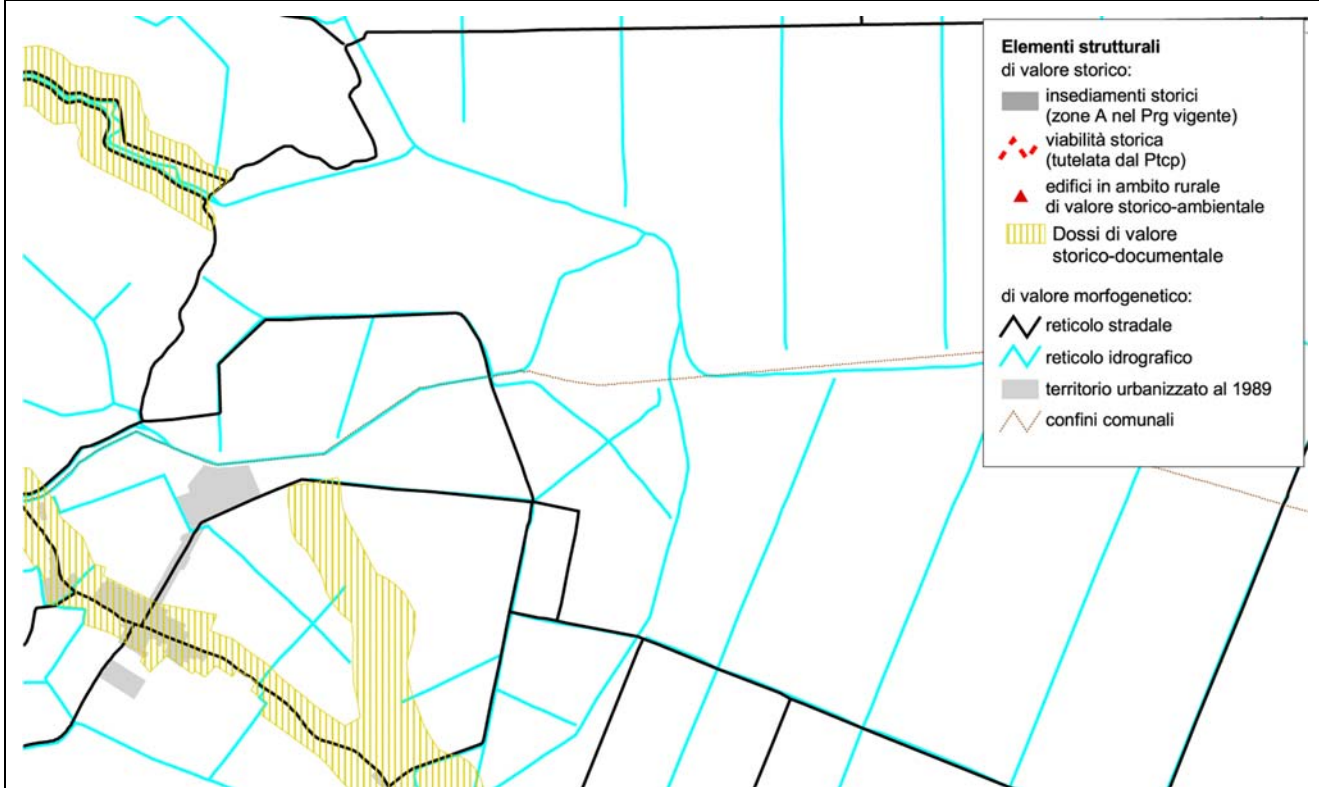 Elementi strutturali
di valore storico:
insediamenti storici
(zone A nel Prg vigente)
viabilità storica
(tutelata dal Ptcp)
edifici in ambito rurale
di valore storico-ambientale
Dossi di valore
storico-documentale
di valore morfogenetico:
reticolo stradale
reticolo idrografico
territorio urbanizzato al 1989
confini comunali